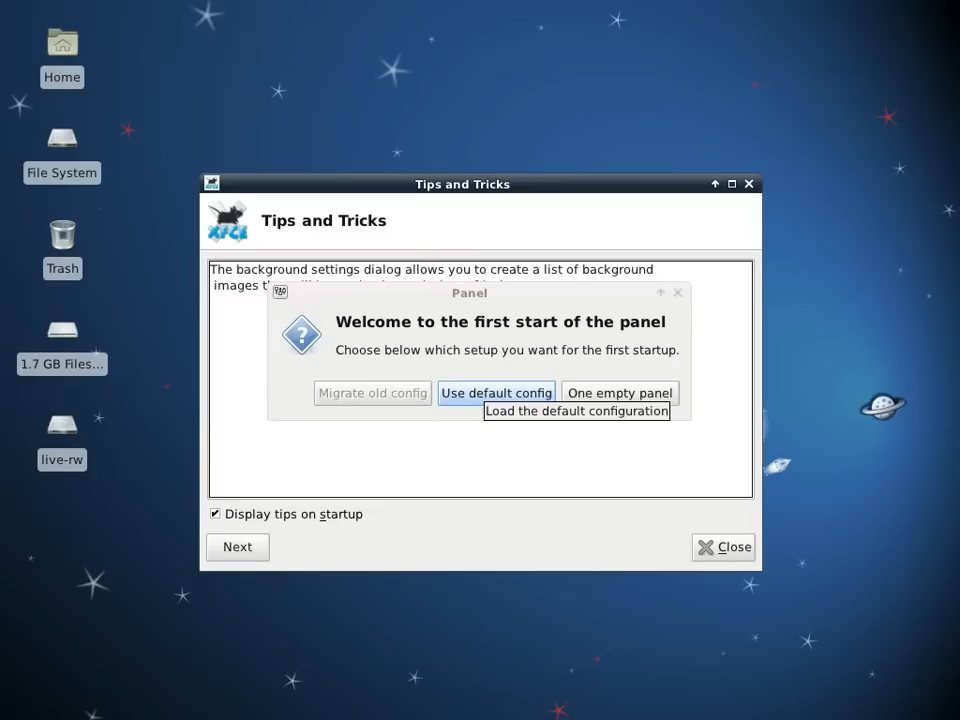 Home
File System
Trash
1.7 GB Files...
live-rw
Tips and Tricks
XFCE
Tips and Tricks
The background settings dialog allows you to create a list of background
images
Panel
Welcome to the first start of the panel
Choose below which setup you want for the first startup.
Migrate old config
Use default config
One empty panel
Load the default configuration
Display tips on startup
Next
Close